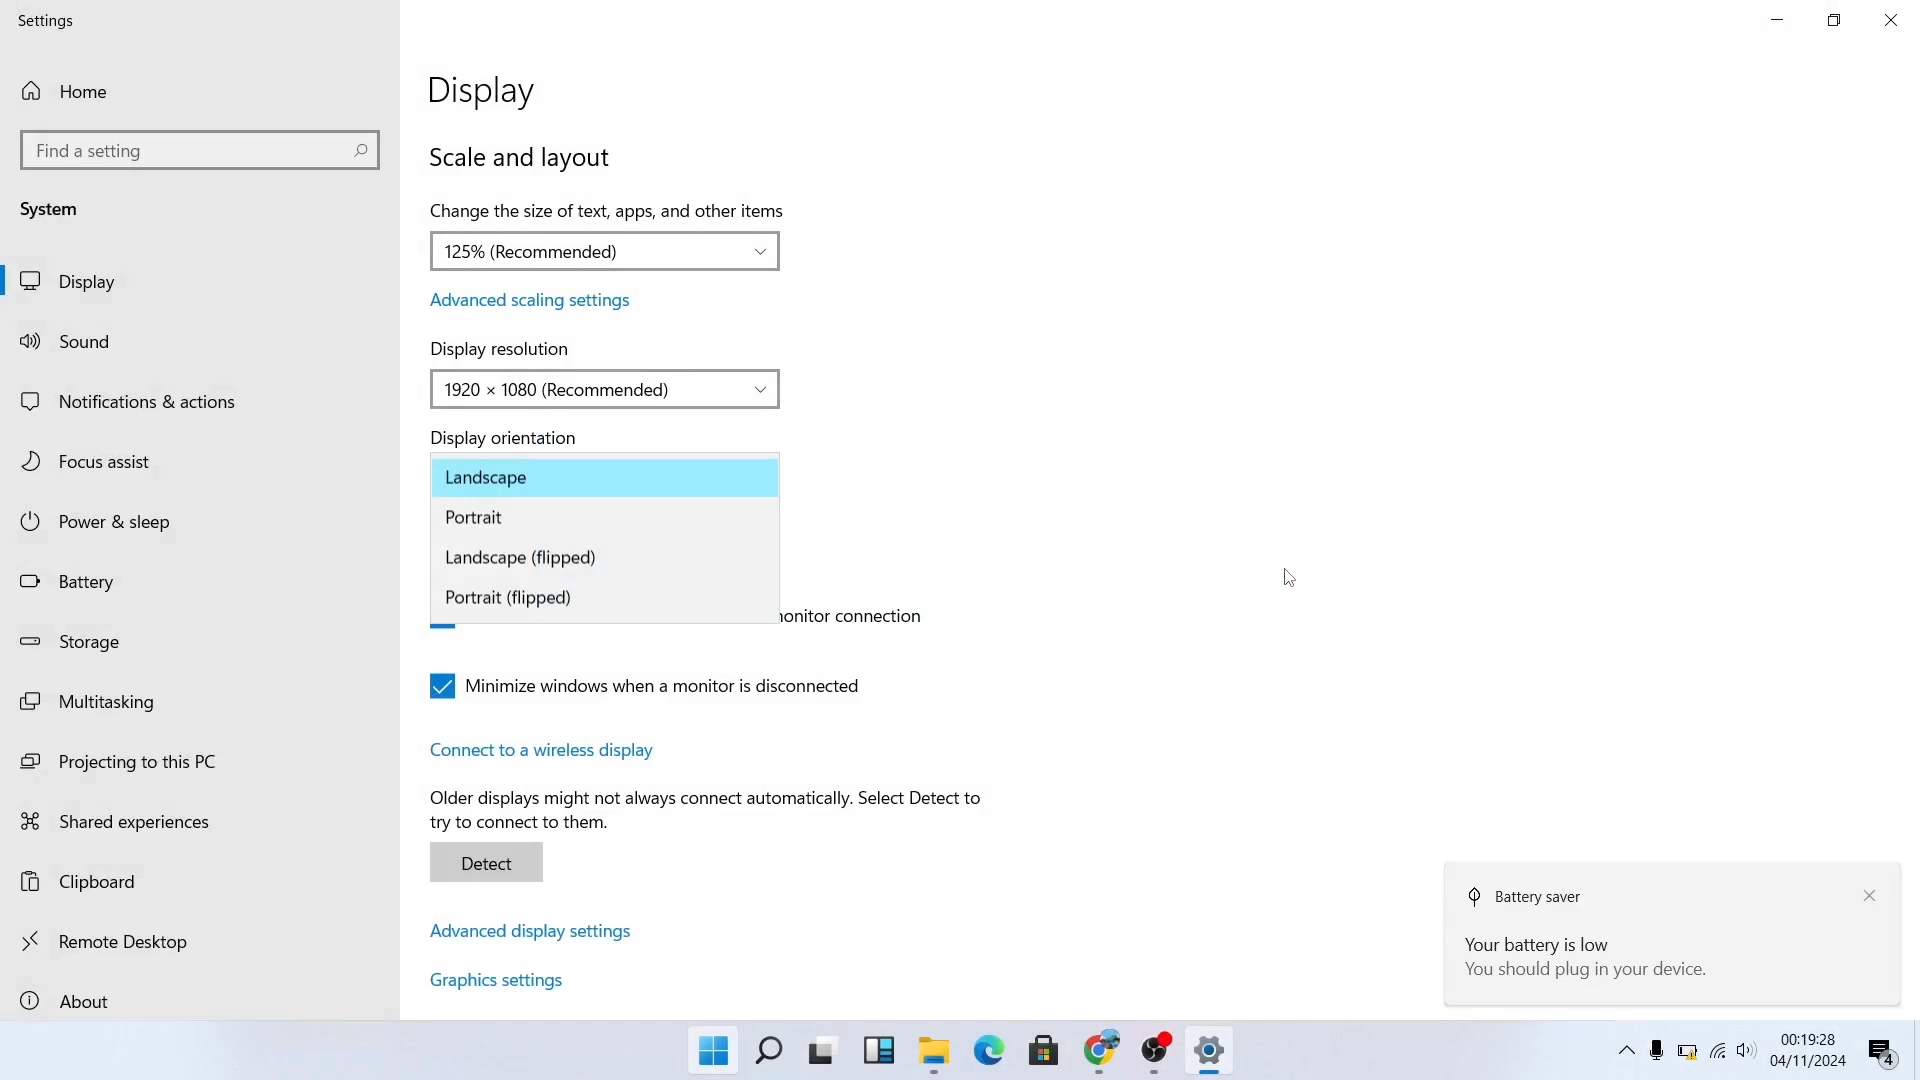 Settings
Home
Find a setting
System
Display
Sound
Notifications & actions
Focus assist
Power & sleep
Battery
Storage
Multitasking
Projecting to this PC
Shared experiences
Clipboard
Remote Desktop
About
Display
Scale and layout
Change the size of text, apps, and other items
125% (Recommended)
Advanced scaling settings
Display resolution
1920 × 1080 (Recommended)
Display orientation
Landscape
Portrait
Landscape (flipped)
Portrait (flipped)
monitor connection
Minimize windows when a monitor is disconnected
Connect to a wireless display
Older displays might not always connect automatically. Select Detect to
try to connect to them.
Detect
Advanced display settings
Graphics settings
Battery saver
Your battery is low
You should plug in your device.
00:19:28
04/11/2024
4